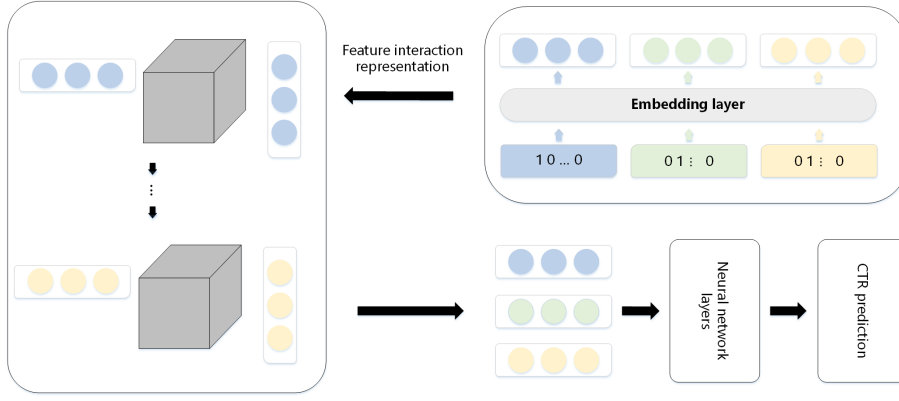 Feature interaction
representation
Embedding layer
1 0 ... 0
0 1 ⋮ 0
0 1 ⋮ 0
⋮
Neural network
layers
CTR prediction